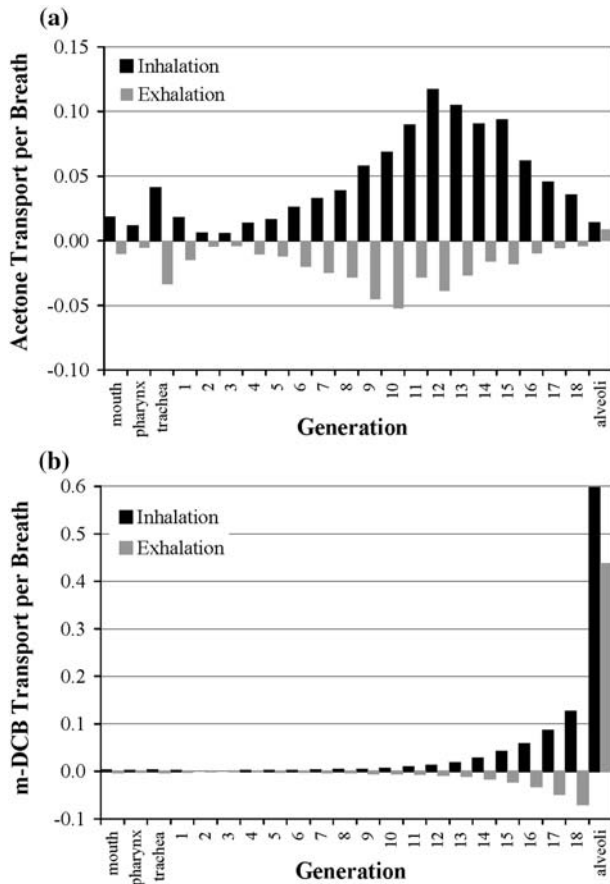 (a)
0.15
0.10
0.05
0.00
-0.05
-0.10
Acetone Transport per Breath
Inhalation
Exhalation
mouth
pharynx
trachea
1
2
3
4
5
6
7
8
9
10
11
12
13
14
15
16
17
18
alveoli
Generation
(b)
0.6
0.5
0.4
0.3
0.2
0.1
0.0
-0.1
m-DCB Transport per Breath
Inhalation
Exhalation
mouth
pharynx
trachea
1
2
3
4
5
6
7
8
9
10
11
12
13
14
15
16
17
18
alveoli
Generation